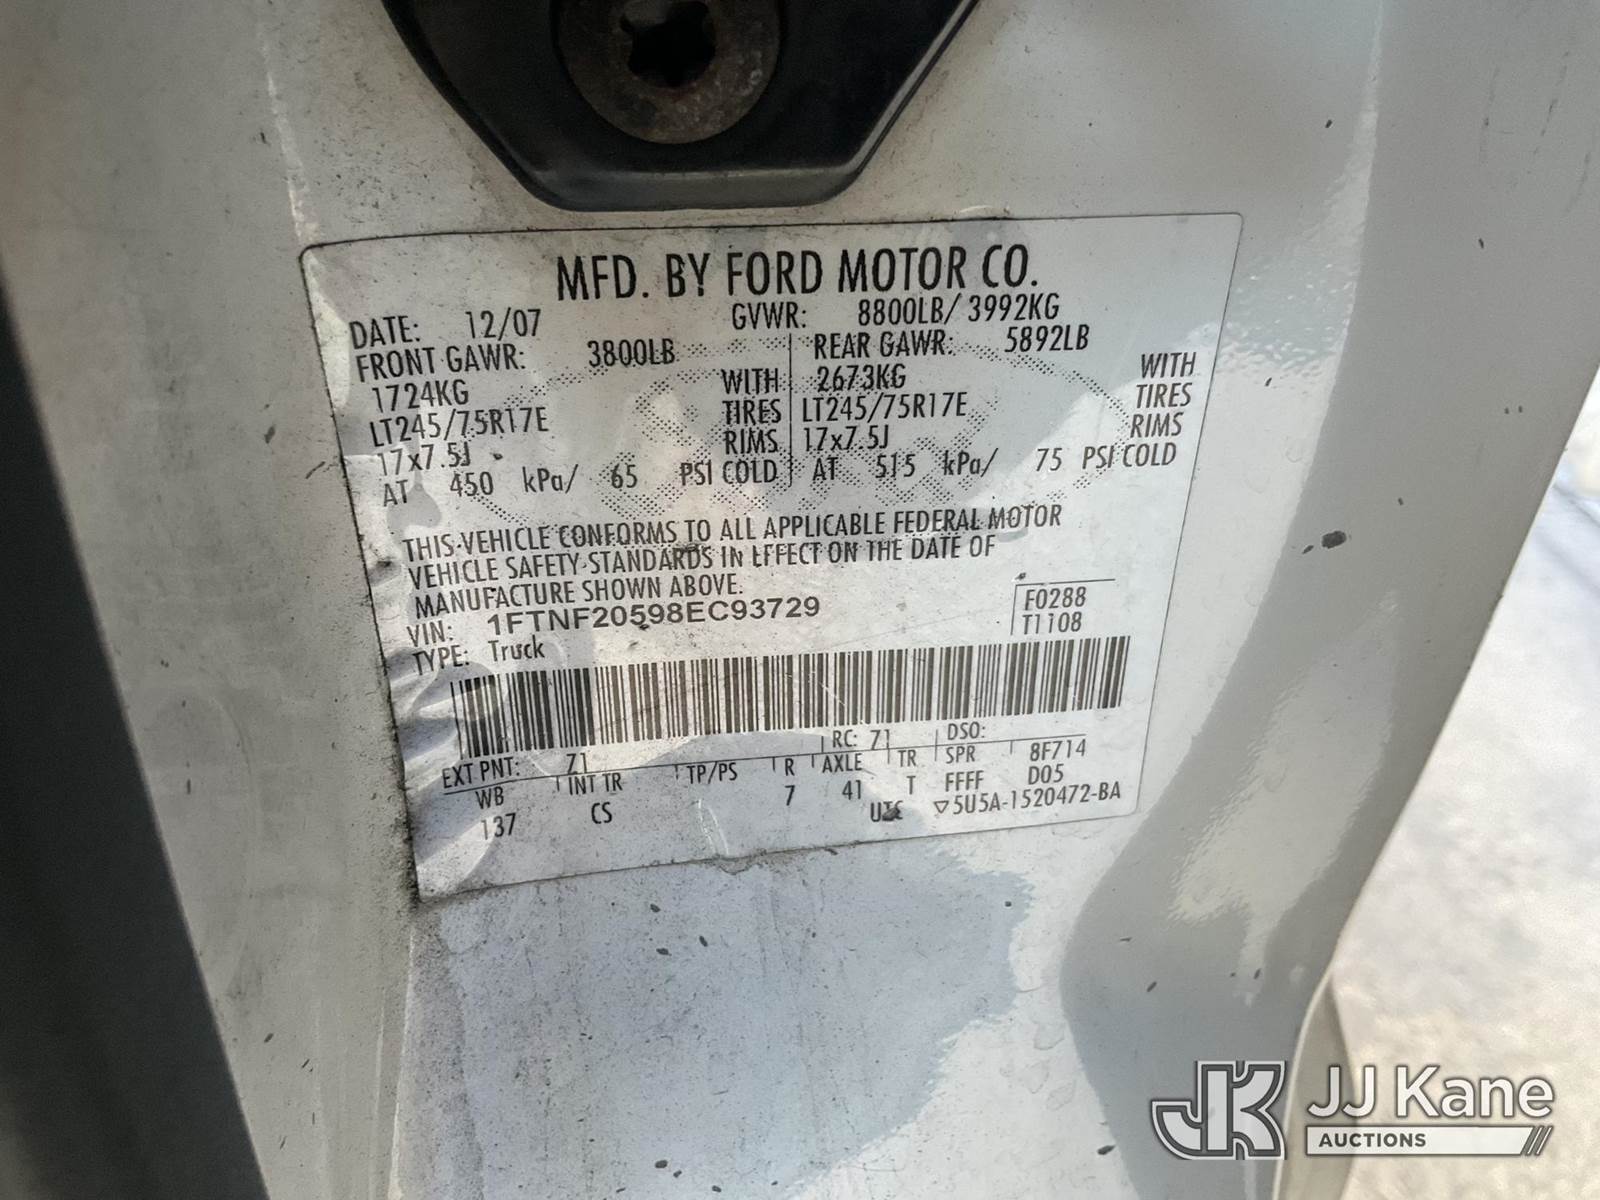 MFD. BY FORD MOTOR CO.
DATE: 12/07 GVWR: 8800LB/ 3992KG
FRONT GAWR: 3800LB REAR GAWR: 5892LB
1724KG WITH 2673KG WITH
LT245/75R17E TIRES LT245/75R17E TIRES
17x7.5J RIMS 17x7.5J RIMS
AT 450 kPa/ 65 PSI COLD AT 515 kPa/ 75 PSI COLD
THIS VEHICLE CONFORMS TO ALL APPLICABLE FEDERAL MOTOR
VEHICLE SAFETY STANDARDS IN EFFECT ON THE DATE OF
MANUFACTURE SHOWN ABOVE.
VIN: 1FTNF20598EC93729 F0288
TYPE: Truck T1108
EXT PNT: Z1 RC: 71 DSO:
WB INT TR TP/PS R AXLE TR SPR 8F714
137 CS 7 41 T FFFF D05
UTC ▽5U5A-1520472-BA
JK JJ Kane
AUCTIONS